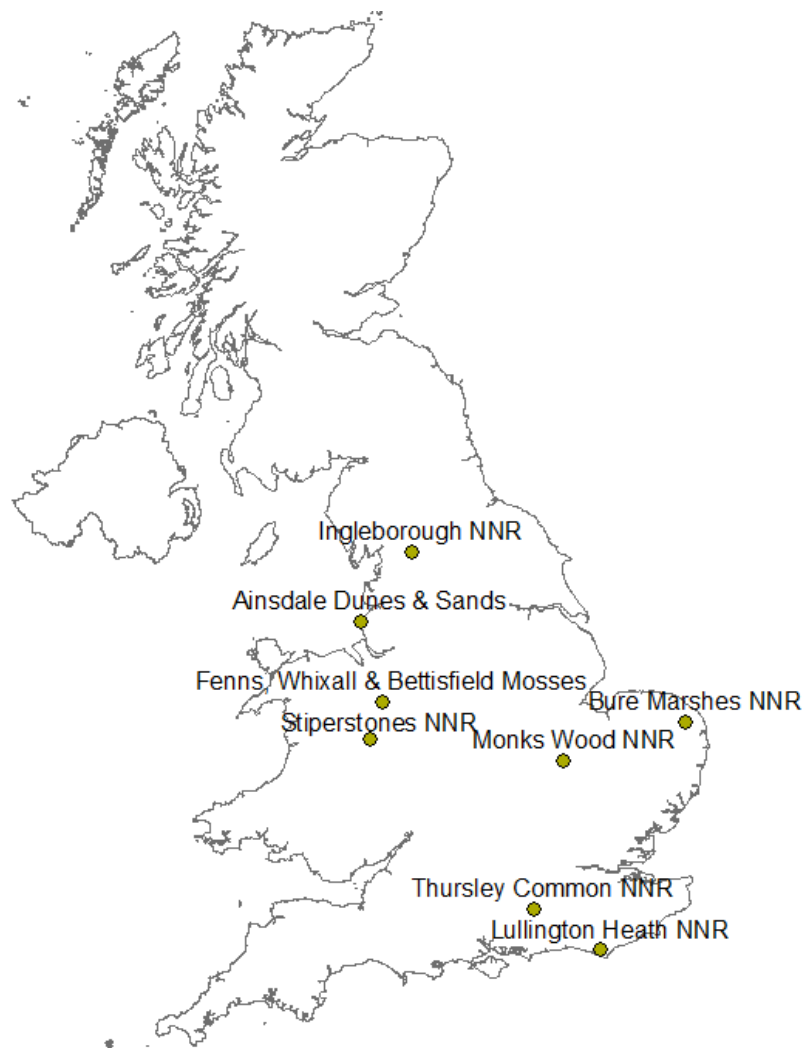 Ingleborough NNR
Ainsdale Dunes & Sands
Fenns, Whixall & Bettisfield Mosses
Bure Marshes NNR
Stiperstones NNR
Monks Wood NNR
Thursley Common NNR
Lullington Heath NNR